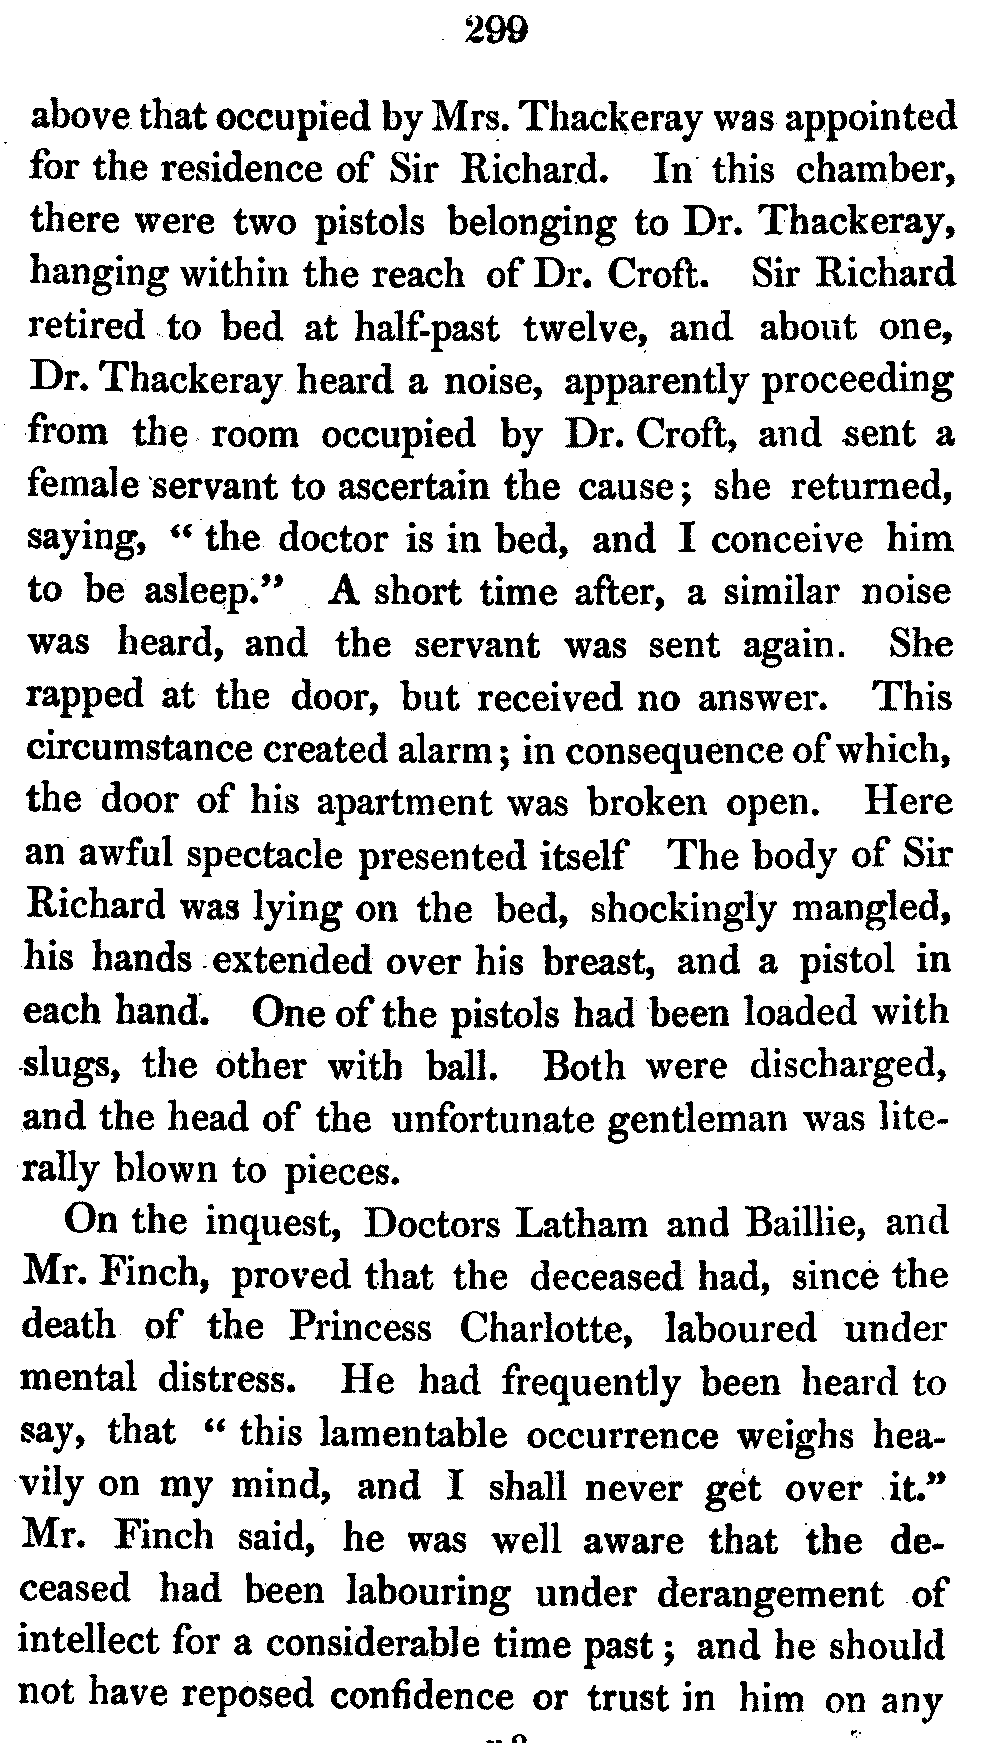 299
above that occupied by Mrs. Thackeray was appointed
for the residence of Sir Richard. In this chamber,
there were two pistols belonging to Dr. Thackeray,
hanging within the reach of Dr. Croft. Sir Richard
retired to bed at half-past twelve, and about one,
Dr. Thackeray heard a noise, apparently proceeding
from the room occupied by Dr. Croft, and sent a
female servant to ascertain the cause; she returned,
saying, “ the doctor is in bed, and I conceive him
to be asleep.” A short time after, a similar noise
was heard, and the servant was sent again. She
rapped at the door, but received no answer. This
circumstance created alarm; in consequence of which,
the door of his apartment was broken open. Here
an awful spectacle presented itself The body of Sir
Richard was lying on the bed, shockingly mangled,
his hands extended over his breast, and a pistol in
each hand. One of the pistols had been loaded with
slugs, the other with ball. Both were discharged,
and the head of the unfortunate gentleman was lite-
rally blown to pieces.
On the inquest, Doctors Latham and Baillie, and
Mr. Finch, proved that the deceased had, since the
death of the Princess Charlotte, laboured under
mental distress. He had frequently been heard to
say, that “ this lamentable occurrence weighs hea-
vily on my mind, and I shall never get over it.”
Mr. Finch said, he was well aware that the de-
ceased had been labouring under derangement of
intellect for a considerable time past; and he should
not have reposed confidence or trust in him on any